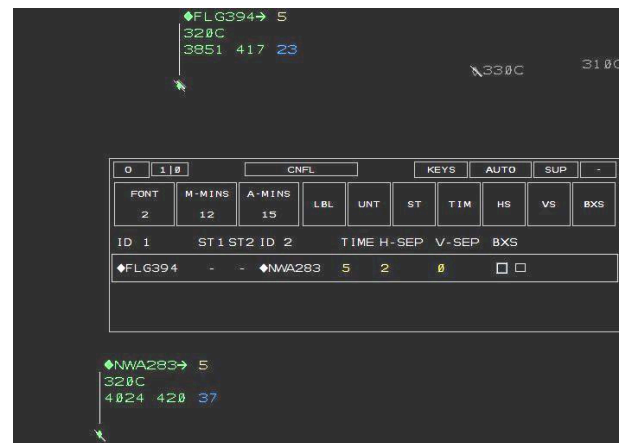 ◆FLG394→ 5
320C
3851 417 23
330C 310C
O 1|0 CNFL KEYS AUTO SUP -
FONT 2 M-MINS 12 A-MINS 15 LBL UNT ST TIM HS VS BXS
ID 1 ST1 ST2 ID 2 TIME H-SEP V-SEP BXS
◆FLG394 - - ◆NWA283 5 2 0
◆NWA283→ 5
320C
4024 420 37